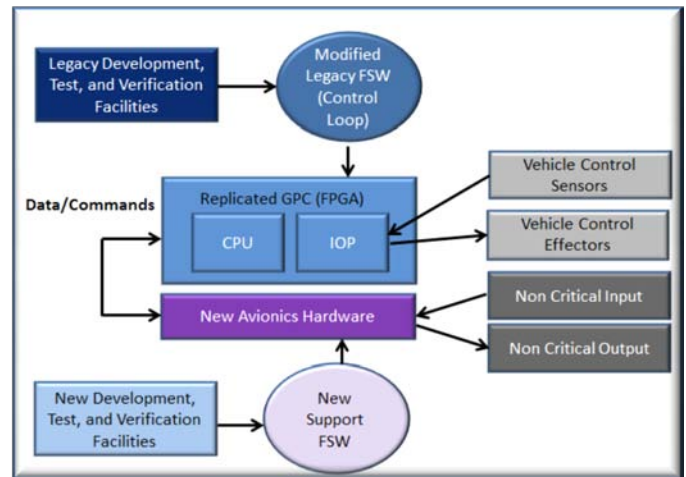 Legacy Development,
Test, and Verification
Facilities
Modified
Legacy FSW
(Control
Loop)
Data/Commands
Replicated GPC (FPGA)
CPU
IOP
Vehicle Control
Sensors
Vehicle Control
Effectors
New Avionics Hardware
Non Critical Input
Non Critical Output
New Development,
Test, and Verification
Facilities
New
Support
FSW